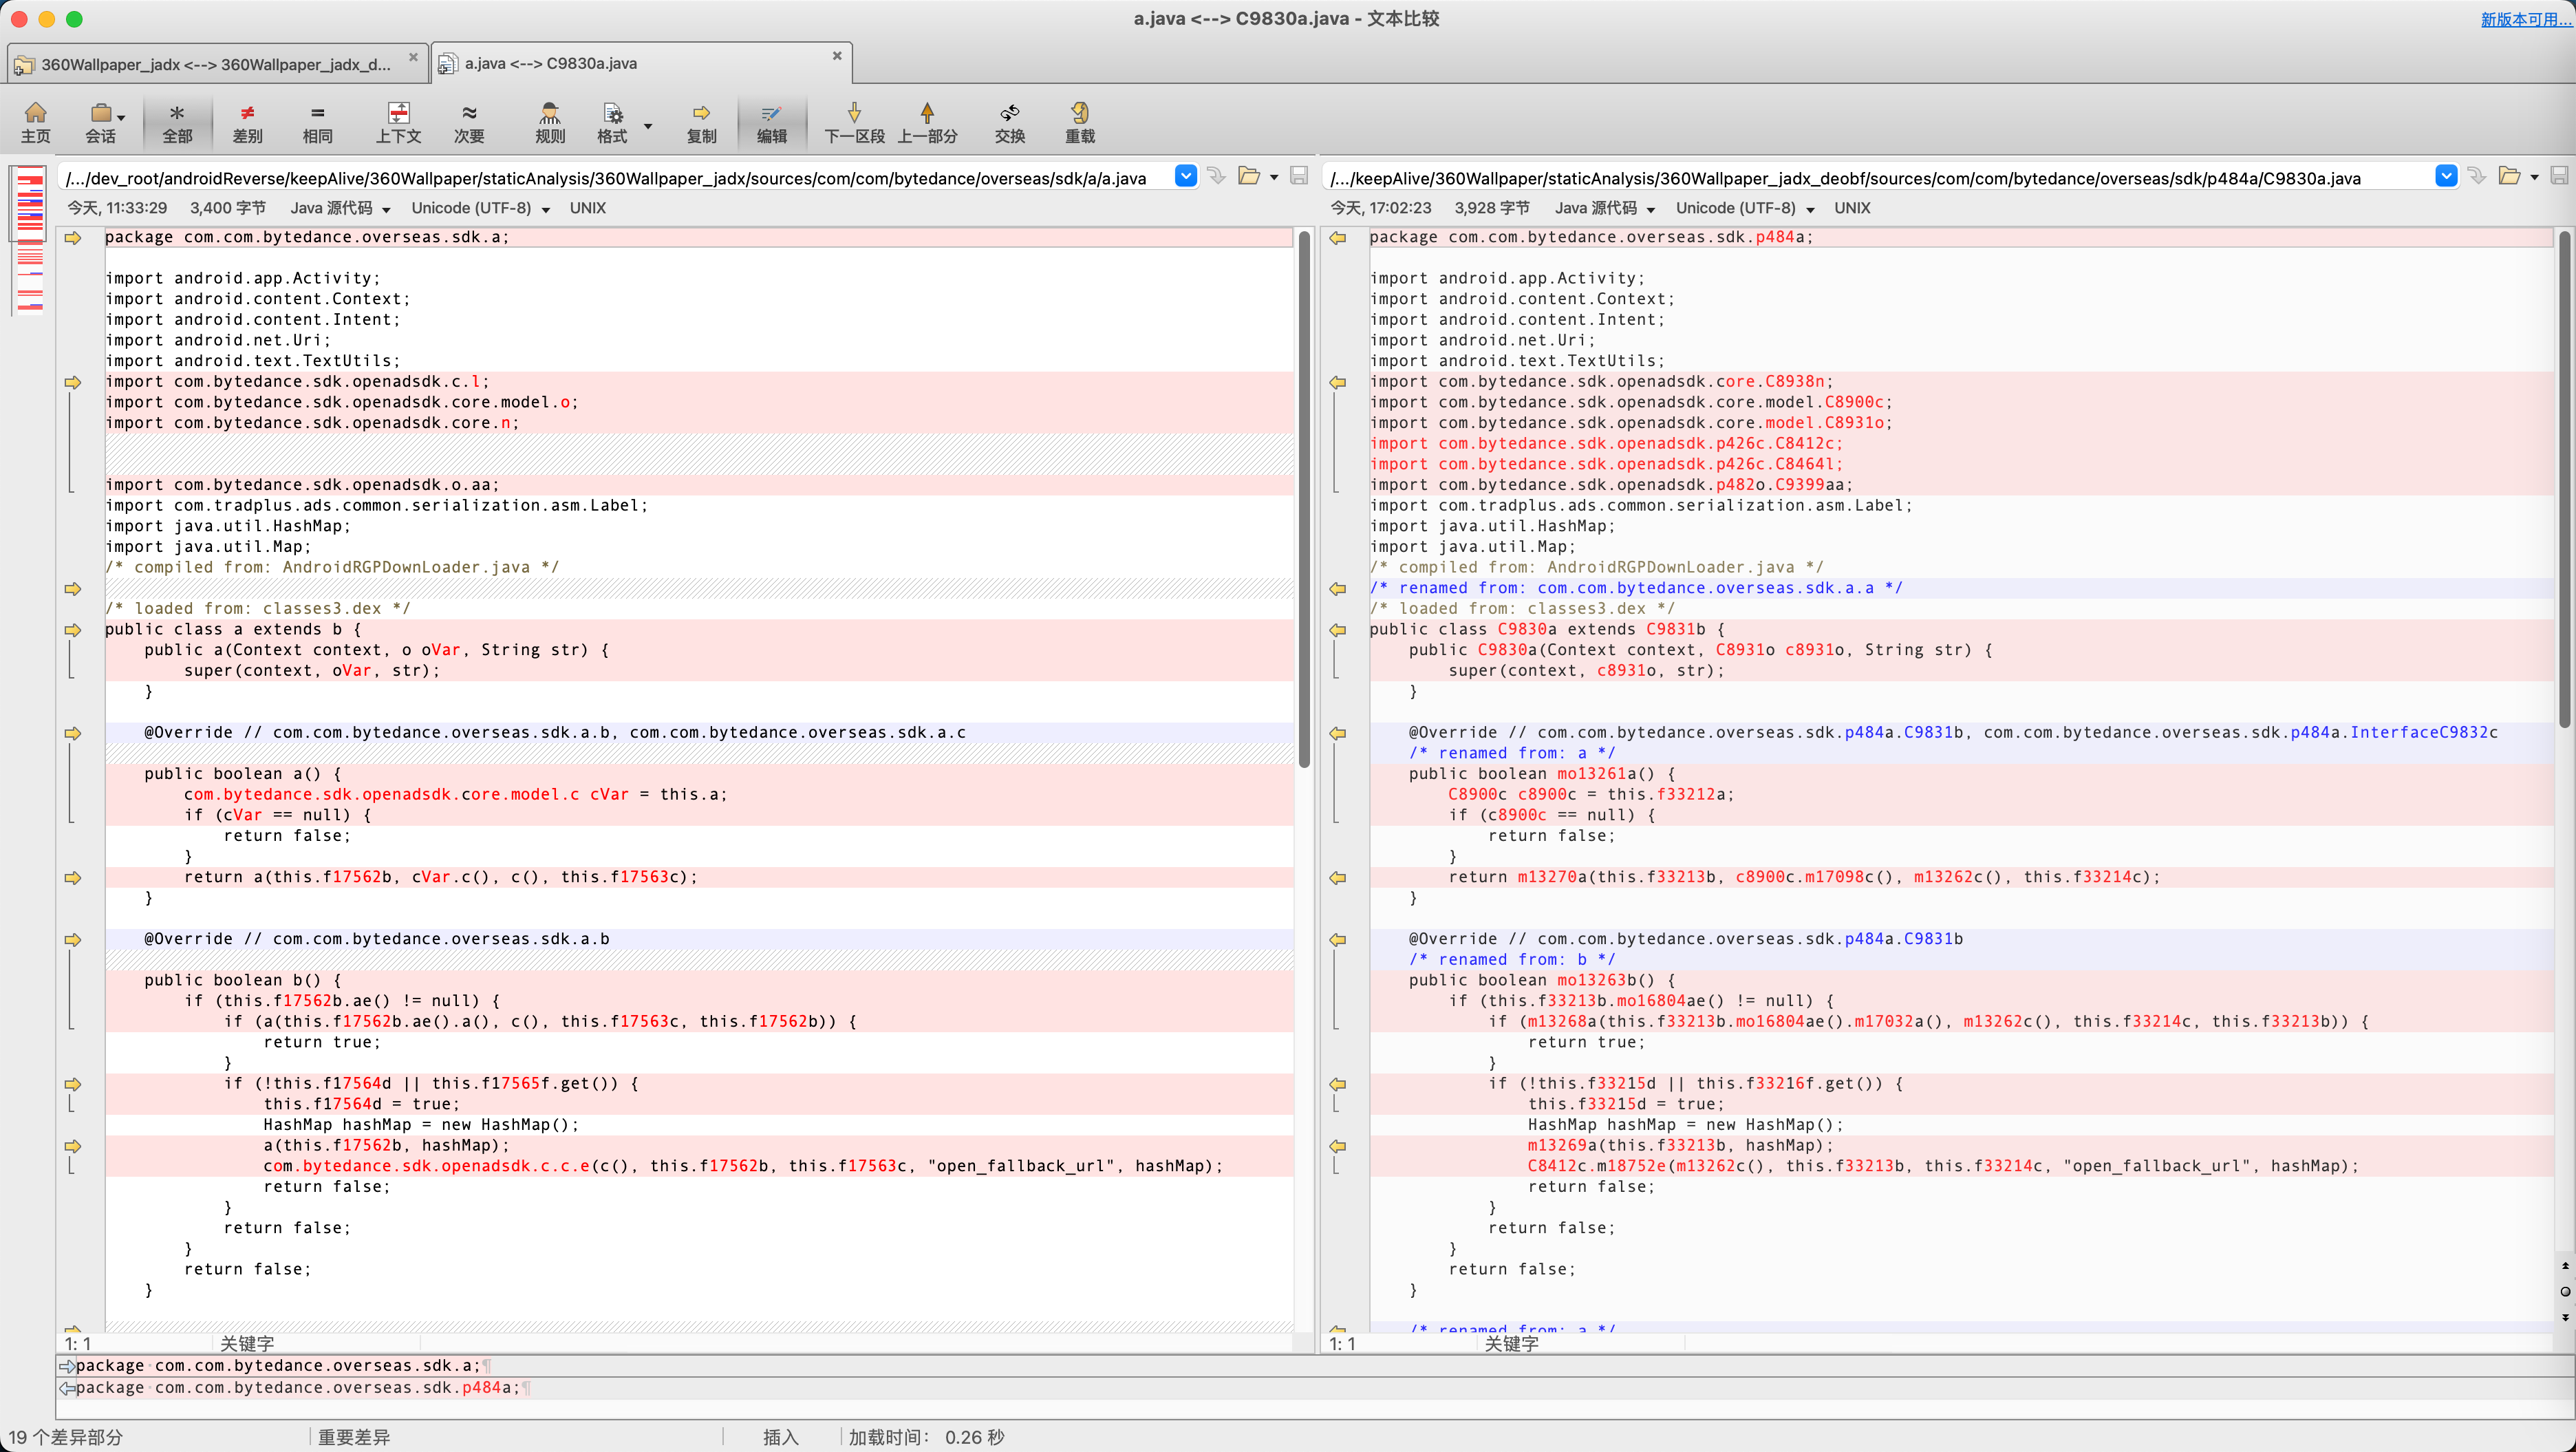 a.java <--> C9830a.java - 文本比较
新版本可用...
360Wallpaper_jadx <--> 360Wallpaper_jadx_d...
a.java <--> C9830a.java
主页
会话
全部
差别
相同
上下文
次要
规则
格式
复制
编辑
下一区段
上一部分
交换
重载
/.../dev_root/androidReverse/keepAlive/360Wallpaper/staticAnalysis/360Wallpaper_jadx/sources/com/com/bytedance/overseas/sdk/a/a.java
今天, 11:33:29 3,400 字节 Java 源代码 Unicode (UTF-8) UNIX
package com.com.bytedance.overseas.sdk.a;
import android.app.Activity;
import android.content.Context;
import android.content.Intent;
import android.net.Uri;
import android.text.TextUtils;
import com.bytedance.sdk.openadsdk.c.l;
import com.bytedance.sdk.openadsdk.core.model.o;
import com.bytedance.sdk.openadsdk.core.n;
import com.bytedance.sdk.openadsdk.o.aa;
import com.tradplus.ads.common.serialization.asm.Label;
import java.util.HashMap;
import java.util.Map;
/* compiled from: AndroidRGPDownLoader.java */
/* loaded from: classes3.dex */
public class a extends b {
public a(Context context, o oVar, String str) {
super(context, oVar, str);
}
@Override // com.com.bytedance.overseas.sdk.a.b, com.com.bytedance.overseas.sdk.a.c
public boolean a() {
com.bytedance.sdk.openadsdk.core.model.c cVar = this.a;
if (cVar == null) {
return false;
}
return a(this.f17562b, cVar.c(), c(), this.f17563c);
}
@Override // com.com.bytedance.overseas.sdk.a.b
public boolean b() {
if (this.f17562b.ae() != null) {
if (a(this.f17562b.ae().a(), c(), this.f17563c, this.f17562b)) {
return true;
}
if (!this.f17564d || this.f17565f.get()) {
this.f17564d = true;
HashMap hashMap = new HashMap();
a(this.f17562b, hashMap);
com.bytedance.sdk.openadsdk.c.c.e(c(), this.f17562b, this.f17563c, "open_fallback_url", hashMap);
return false;
}
return false;
}
return false;
}
1: 1 关键字
/.../keepAlive/360Wallpaper/staticAnalysis/360Wallpaper_jadx_deobf/sources/com/com/bytedance/overseas/sdk/p484a/C9830a.java
今天, 17:02:23 3,928 字节 Java 源代码 Unicode (UTF-8) UNIX
package com.com.bytedance.overseas.sdk.p484a;
import android.app.Activity;
import android.content.Context;
import android.content.Intent;
import android.net.Uri;
import android.text.TextUtils;
import com.bytedance.sdk.openadsdk.core.C8938n;
import com.bytedance.sdk.openadsdk.core.model.C8900c;
import com.bytedance.sdk.openadsdk.core.model.C8931o;
import com.bytedance.sdk.openadsdk.p426c.C8412c;
import com.bytedance.sdk.openadsdk.p426c.C8464l;
import com.bytedance.sdk.openadsdk.p482o.C9399aa;
import com.tradplus.ads.common.serialization.asm.Label;
import java.util.HashMap;
import java.util.Map;
/* compiled from: AndroidRGPDownLoader.java */
/* renamed from: com.com.bytedance.overseas.sdk.a.a */
/* loaded from: classes3.dex */
public class C9830a extends C9831b {
public C9830a(Context context, C8931o c8931o, String str) {
super(context, c8931o, str);
}
@Override // com.com.bytedance.overseas.sdk.p484a.C9831b, com.com.bytedance.overseas.sdk.p484a.InterfaceC9832c
/* renamed from: a */
public boolean mo13261a() {
C8900c c8900c = this.f33212a;
if (c8900c == null) {
return false;
}
return m13270a(this.f33213b, c8900c.m17098c(), m13262c(), this.f33214c);
}
@Override // com.com.bytedance.overseas.sdk.p484a.C9831b
/* renamed from: b */
public boolean mo13263b() {
if (this.f33213b.mo16804ae() != null) {
if (m13268a(this.f33213b.mo16804ae().m17032a(), m13262c(), this.f33214c, this.f33213b)) {
return true;
}
if (!this.f33215d || this.f33216f.get()) {
this.f33215d = true;
HashMap hashMap = new HashMap();
m13269a(this.f33213b, hashMap);
C8412c.m18752e(m13262c(), this.f33213b, this.f33214c, "open_fallback_url", hashMap);
return false;
}
return false;
}
return false;
}
/* renamed from: a */
1: 1 关键字
package com.com.bytedance.overseas.sdk.a;¶
package com.com.bytedance.overseas.sdk.p484a;¶
19 个差异部分 重要差异 插入 加载时间： 0.26 秒